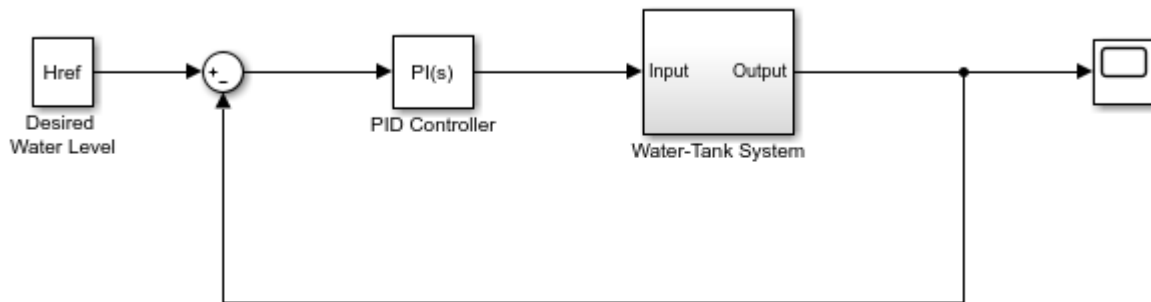 Href
Desired
Water Level
+
−
PI(s)
PID Controller
Input
Output
Water-Tank System